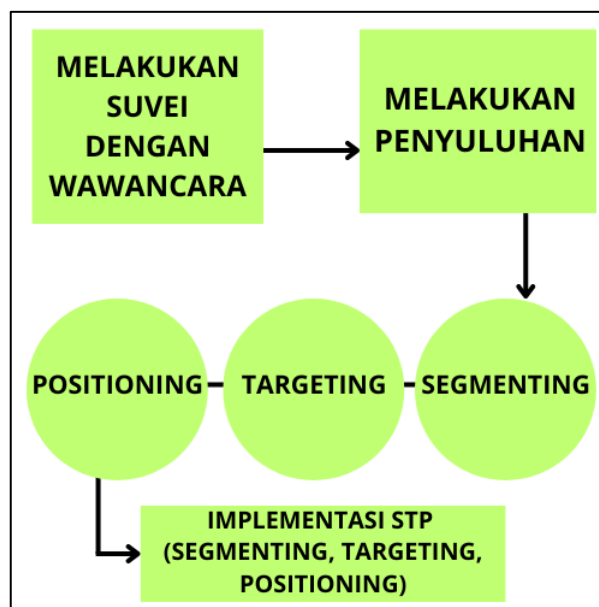 MELAKUKAN
SUVEI
DENGAN
WAWANCARA
MELAKUKAN
PENYULUHAN
POSITIONING
TARGETING
SEGMENTING
IMPLEMENTASI STP
(SEGMENTING, TARGETING,
POSITIONING)